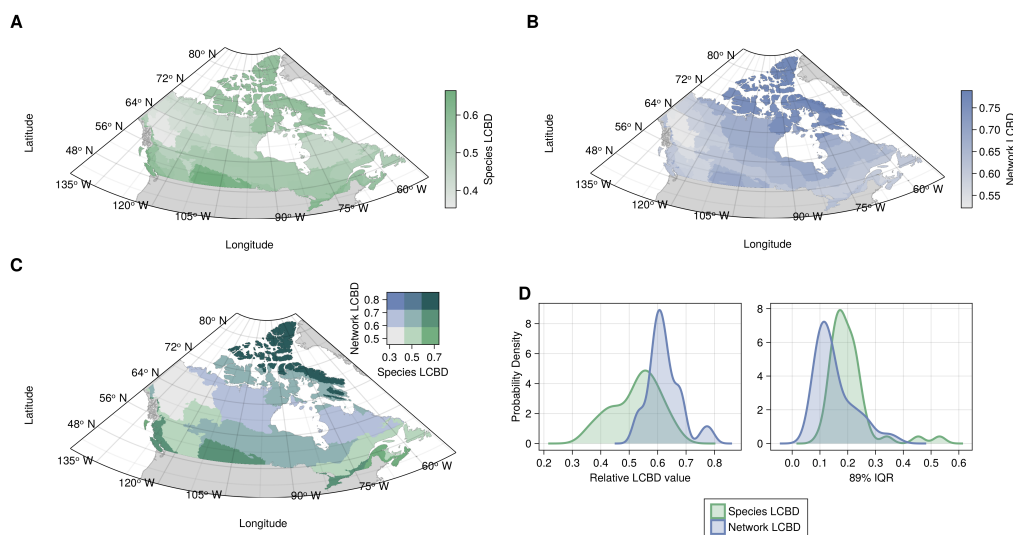 A
80° N
72° N
64° N
56° N
48° N
135° W
120° W
105° W
90° W
75° W
60° W
Latitude
Longitude
0.6
0.5
0.4
Species LCBD
B
80° N
72° N
64° N
56° N
48° N
135° W
120° W
105° W
90° W
75° W
60° W
Latitude
Longitude
0.75
0.70
0.65
0.60
0.55
Network LCBD
C
80° N
72° N
64° N
56° N
48° N
135° W
120° W
105° W
90° W
75° W
60° W
Latitude
Longitude
Network LCBD
0.8
0.7
0.6
0.5
0.3 0.5 0.7
Species LCBD
D
Probability Density
8
6
4
2
0
0.2 0.3 0.4 0.5 0.6 0.7 0.8
Relative LCBD value
8
6
4
2
0
0.0 0.1 0.2 0.3 0.4 0.5 0.6
89% IQR
Species LCBD
Network LCBD